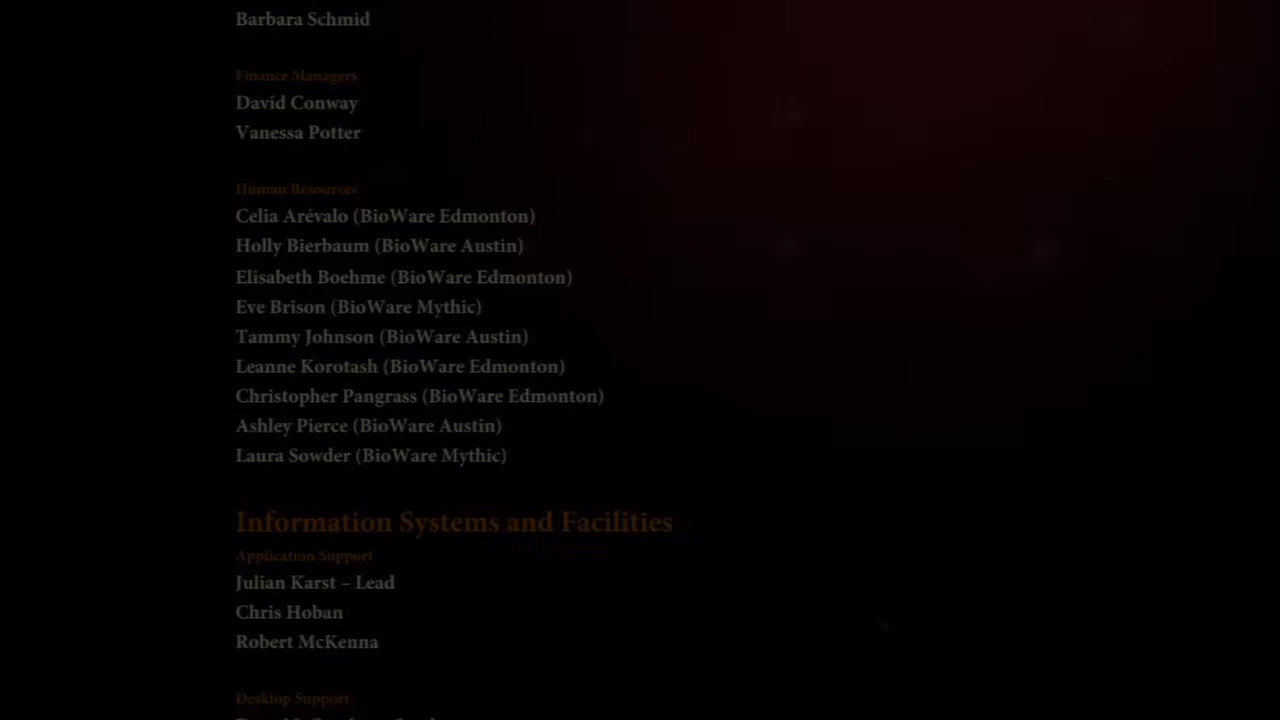 Barbara Schmid
Finance Managers
David Conway
Vanessa Potter
Human Resources
Celia Arévalo (BioWare Edmonton)
Holly Bierbaum (BioWare Austin)
Elisabeth Boehme (BioWare Edmonton)
Eve Brison (BioWare Mythic)
Tammy Johnson (BioWare Austin)
Leanne Korotash (BioWare Edmonton)
Christopher Pangrass (BioWare Edmonton)
Ashley Pierce (BioWare Austin)
Laura Sowder (BioWare Mythic)
Information Systems and Facilities
Application Support
Julian Karst – Lead
Chris Hoban
Robert McKenna
Desktop Support